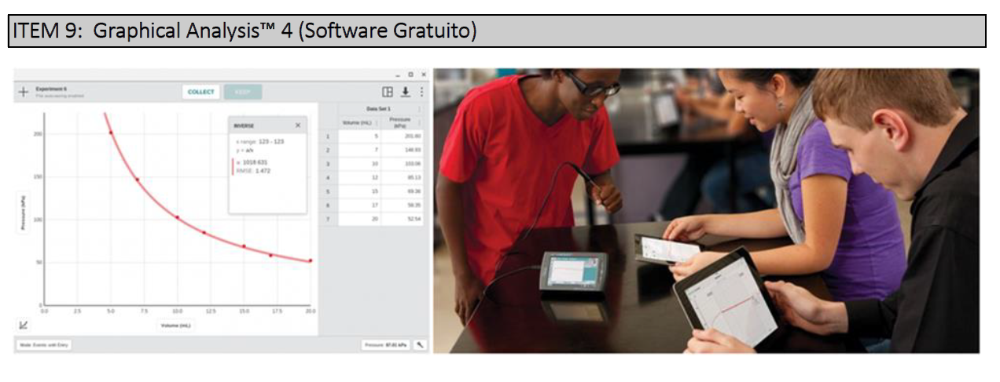 ITEM 9: Graphical Analysis™ 4 (Software Gratuito)
Experiment 6
COLLECT
KEEP
INVERSE
x range: 123 - 123
y = a/x
a: 1018.631
RMSE: 1.472
Data Set 1
Volume (mL) Pressure (kPa)
1 5 201.60
2 7 146.93
3 10 103.06
4 12 85.13
5 15 69.36
6 17 58.35
7 20 52.54
Pressure (kPa)
200
150
100
50
0
0.0 2.5 5.0 7.5 10.0 12.5 15.0 17.5 20.0
Volume (mL)
Mode: Events with Entry Pressure: 87.01 kPa